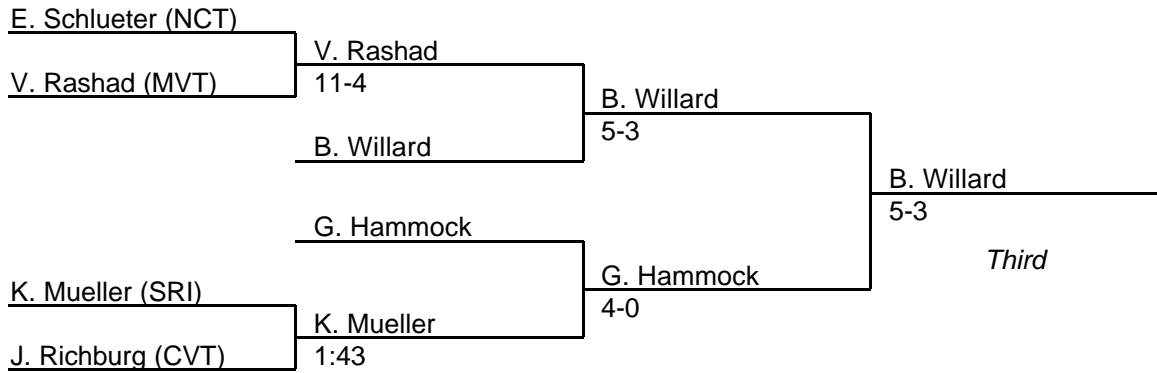 E. Schlueter (NCT)
V. Rashad
V. Rashad (MVT)
11-4
B. Willard
5-3
B. Willard
B. Willard
5-3
G. Hammock
Third
G. Hammock
K. Mueller (SRI)
4-0
K. Mueller
J. Richburg (CVT)
1:43